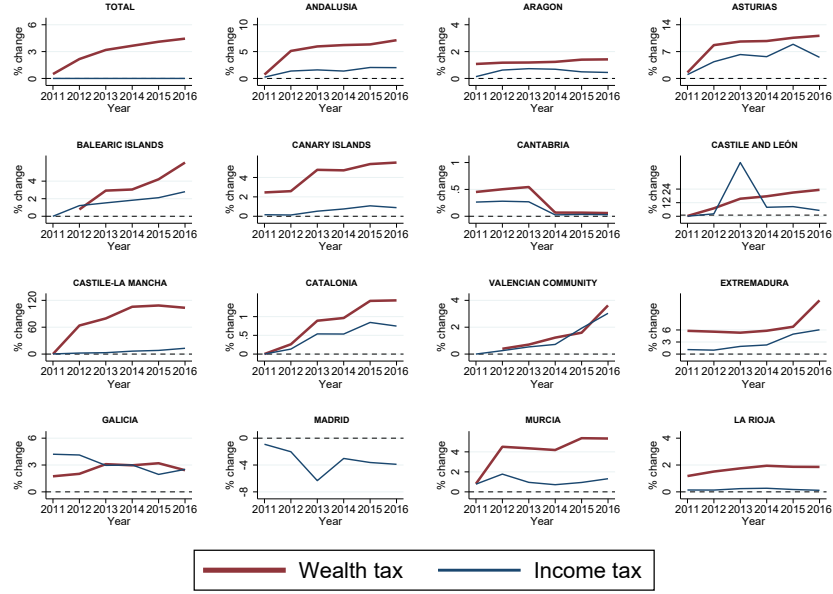 TOTAL
% change
6
3
0
2011 2012 2013 2014 2015 2016
Year
ANDALUSIA
% change
10
5
0
2011 2012 2013 2014 2015 2016
Year
ARAGON
% change
4
2
0
2011 2012 2013 2014 2015 2016
Year
ASTURIAS
% change
14
7
0
2011 2012 2013 2014 2015 2016
Year
BALEARIC ISLANDS
% change
4
2
0
2011 2012 2013 2014 2015 2016
Year
CANARY ISLANDS
% change
4
2
0
2011 2012 2013 2014 2015 2016
Year
CANTABRIA
% change
1
.5
0
2011 2012 2013 2014 2015 2016
Year
CASTILE AND LEÓN
% change
24
12
0
2011 2012 2013 2014 2015 2016
Year
CASTILE-LA MANCHA
% change
120
60
0
2011 2012 2013 2014 2015 2016
Year
CATALONIA
% change
1
.5
0
2011 2012 2013 2014 2015 2016
Year
VALENCIAN COMMUNITY
% change
4
2
0
2011 2012 2013 2014 2015 2016
Year
EXTREMADURA
% change
6
3
0
2011 2012 2013 2014 2015 2016
Year
GALICIA
% change
6
3
0
2011 2012 2013 2014 2015 2016
Year
MADRID
% change
0
-4
-8
2011 2012 2013 2014 2015 2016
Year
MURCIA
% change
4
2
0
2011 2012 2013 2014 2015 2016
Year
LA RIOJA
% change
4
2
0
2011 2012 2013 2014 2015 2016
Year
Wealth tax
Income tax